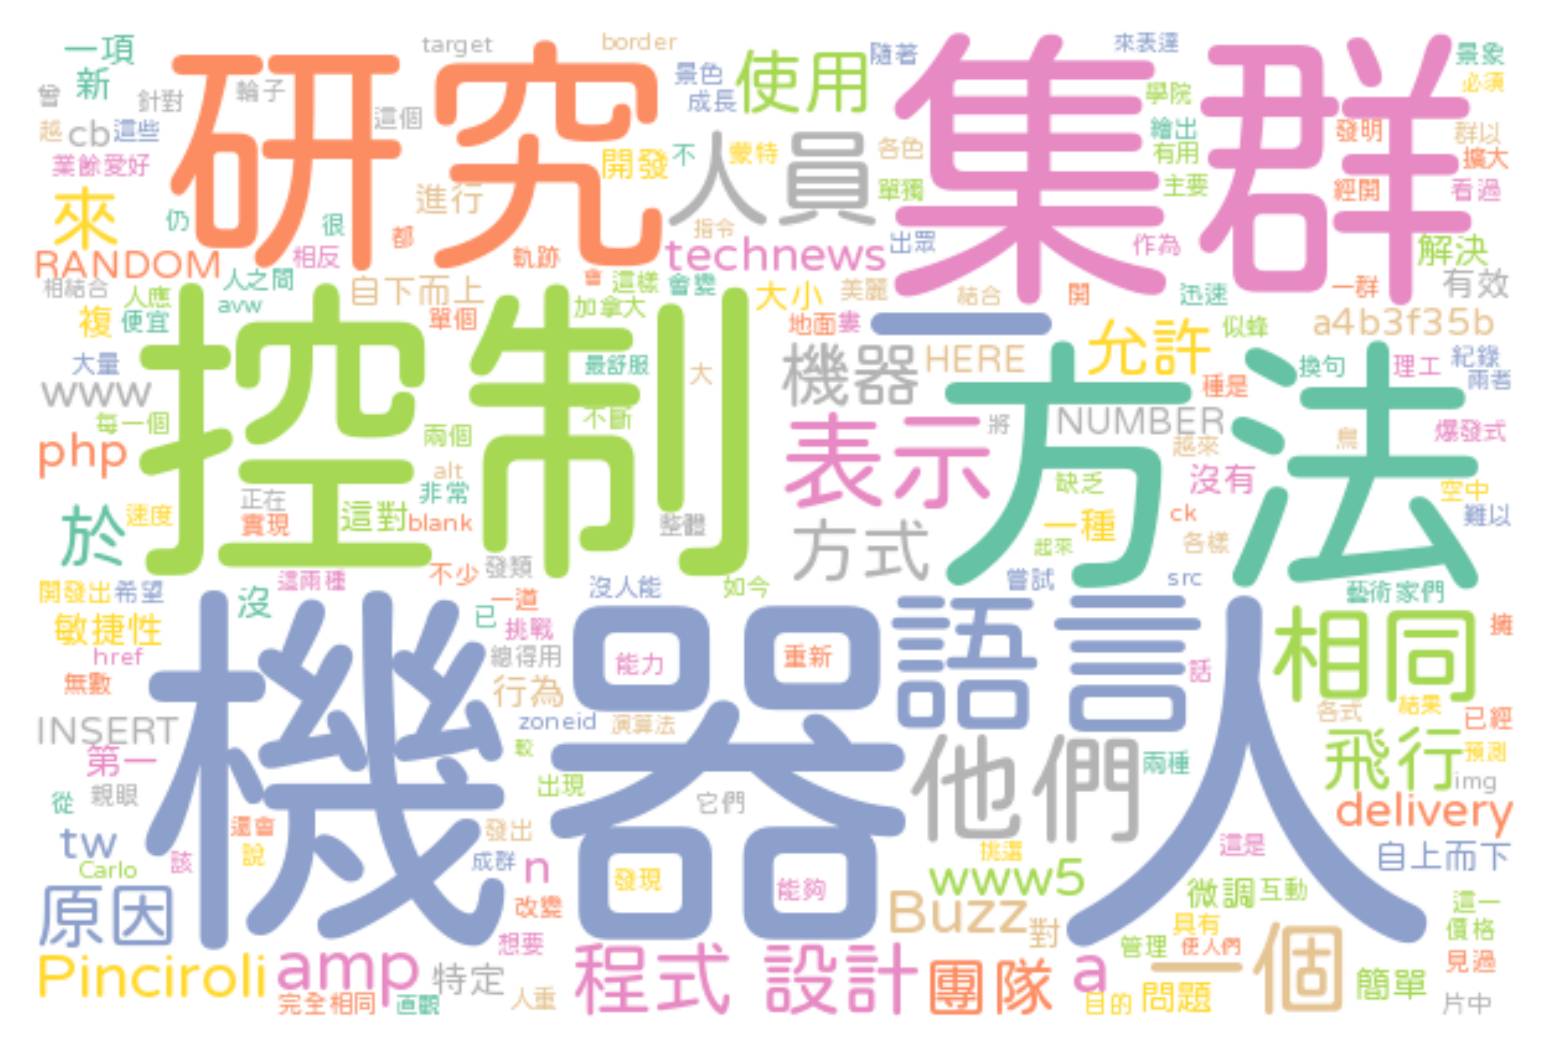 一項 target border 來表達 景象
研究 集群
新 輪子 景色 使用 隨著 必須
曾 針對 成長 學院
越 cb 這些 這個 人員 各色 繪出 發明 群以
業餘愛好 開發 不 蒙特 有用 擴大
來 進行 單獨 主要 經開 看過
仍 很 都 指令
RANDOM 相反 軌跡 technews 出眾 作為 解決
相結合 人之間 自下而上 會 這樣 會變 大小 美麗 結合 開 迅速 一群 有效
人應 avw 加拿大
複 便宜 單個 地面 婁 一 允許 似蜂 a4b3f35b
控制 方法
大量 最舒服 大 機器 HERE 換句 理工 紀錄
www 種是 兩者
每一個 兩個 不斷 表示 將 NUMBER 越來 鳥 爆發式
php alt 缺乏 沒有 空中
正在 非常
於 速度 實現 這對 blank 整體 方式 一種 ck 難以
起來 各樣
不少 發類
開發出 希望 沒 這兩種 沒人能 如今 嘗試 src 藝術家們
機器人 語言
敏捷性 已 一道 相同 擁
挑戰
href 總得用 能力 重新 話
無數 行為 各式 結果 已經
INSERT zoneid 演算法
第一 較 他們 兩種 飛行 預測
從 親眼 出現 它們 img
tw 還會 發出 delivery
Carlo 該 說 成群 n 挑選 這是 自上而下
發現 能夠 www5 微調 互動
原因 改變 Buzz 對 具有 這一
想要 管理 使人們 一個 價格
Pinciroli amp 特定 程式 設計 團隊 a 簡單 見過
完全相同 直觀 人重 目的 問題 片中